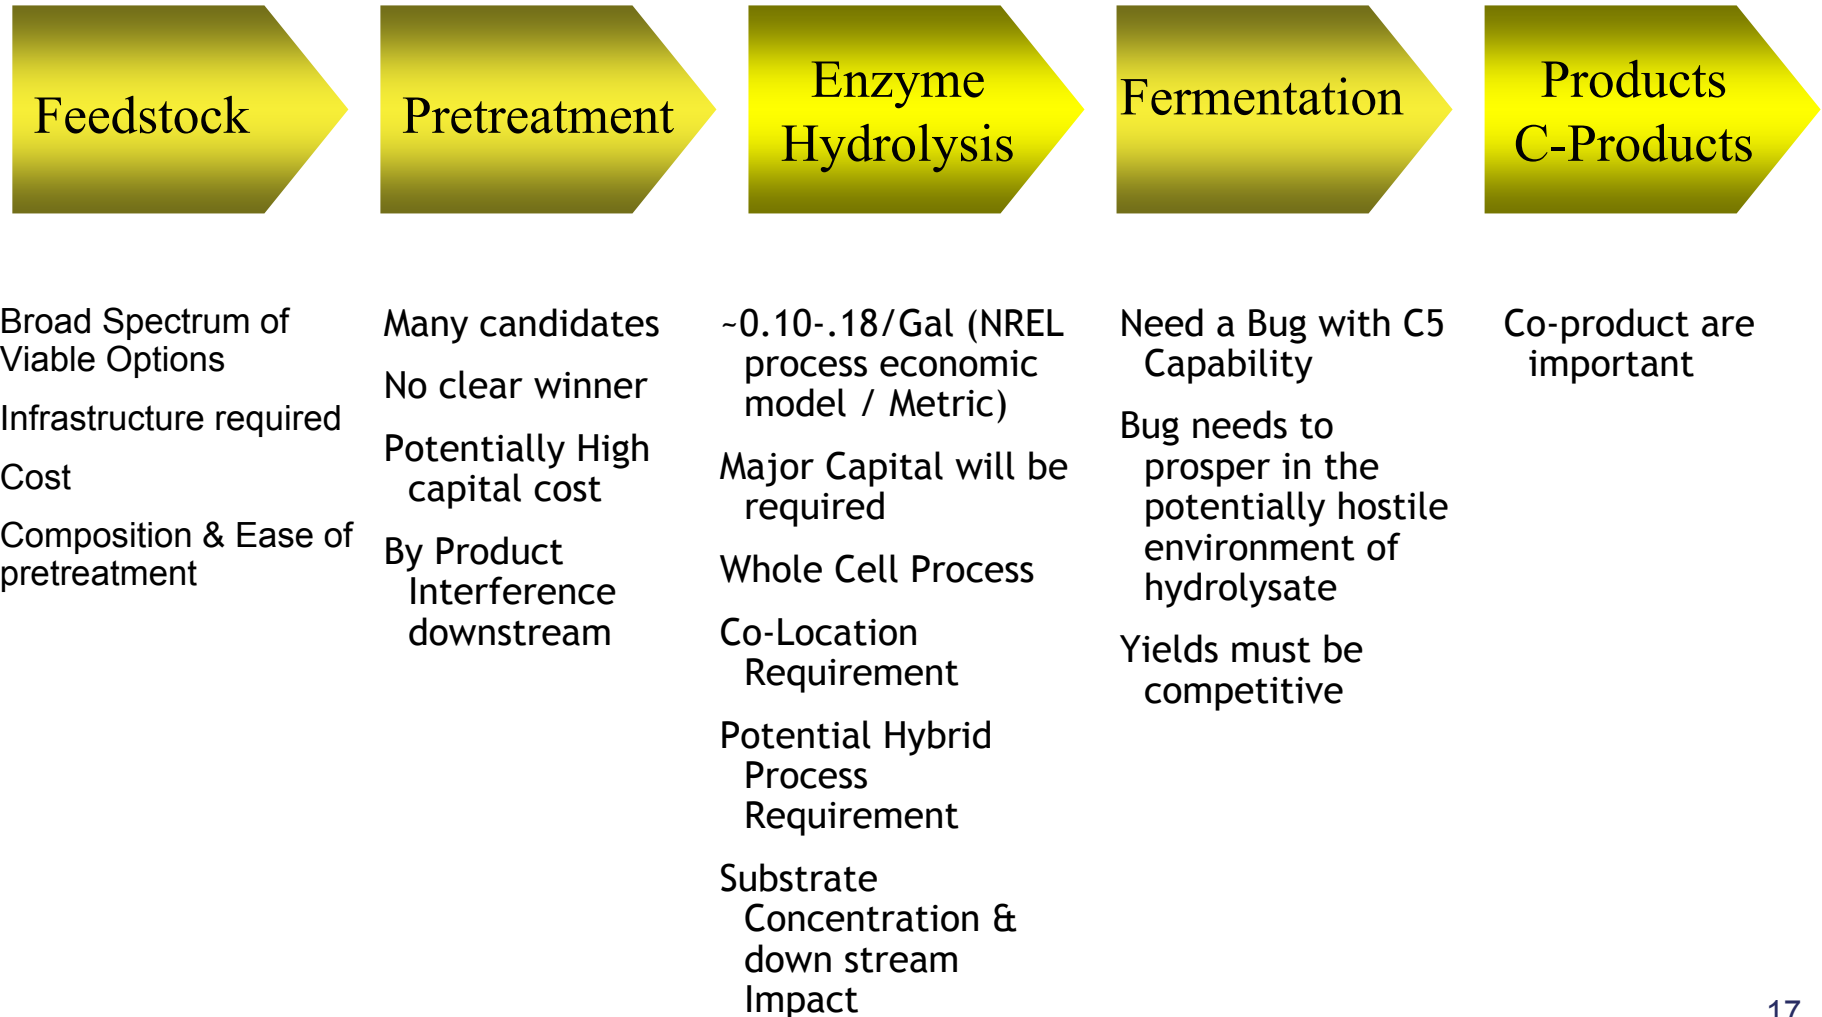 Feedstock
Pretreatment
Enzyme
Hydrolysis
Fermentation
Products
C-Products
Broad Spectrum of
Viable Options
Infrastructure required
Cost
Composition & Ease of
pretreatment
Many candidates
No clear winner
Potentially High
capital cost
By Product
Interference
downstream
~0.10-.18/Gal (NREL
process economic
model / Metric)
Major Capital will be
required
Whole Cell Process
Co-Location
Requirement
Potential Hybrid
Process
Requirement
Substrate
Concentration &
down stream
Impact
Need a Bug with C5
Capability
Bug needs to
prosper in the
potentially hostile
environment of
hydrolysate
Yields must be
competitive
Co-product are
important
17